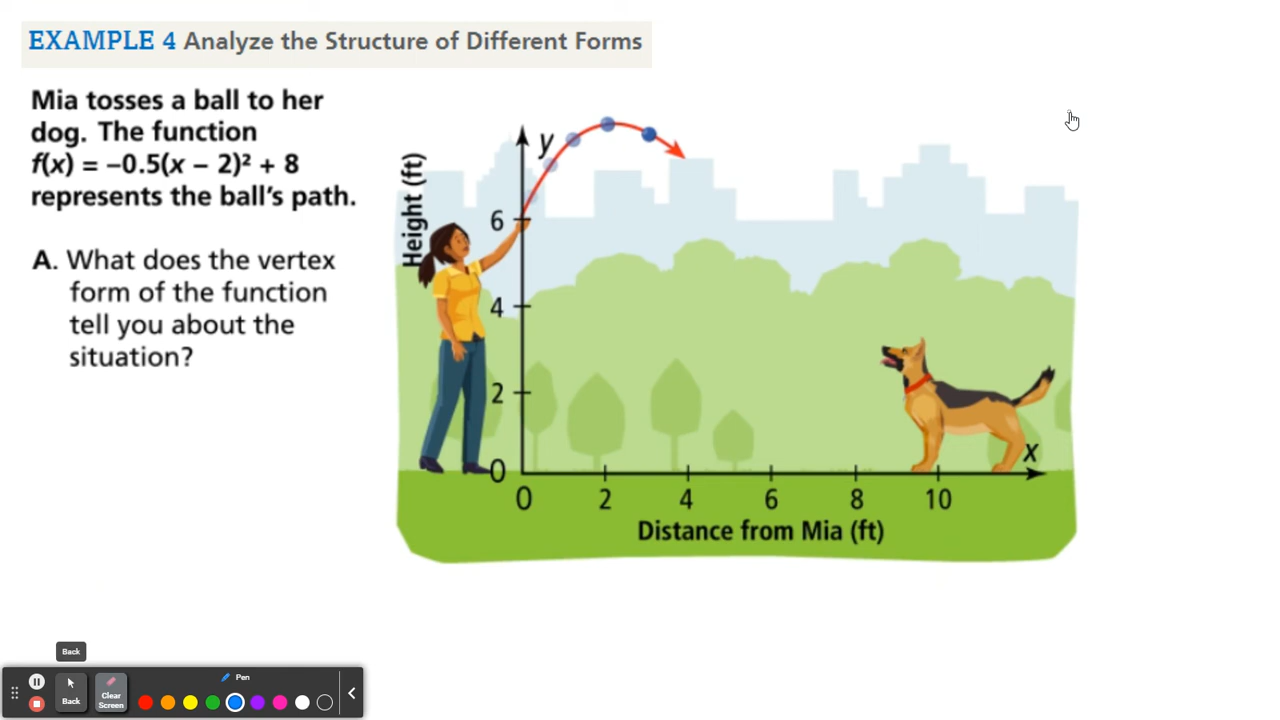 EXAMPLE 4 Analyze the Structure of Different Forms
Mia tosses a ball to her
dog. The function
f(x) = −0.5(x − 2)² + 8
represents the ball's path.
A. What does the vertex
form of the function
tell you about the
situation?
Height (ft)
y
6
4
2
0
x
0 2 4 6 8 10
Distance from Mia (ft)
Back
Pen
Back
Clear
Screen